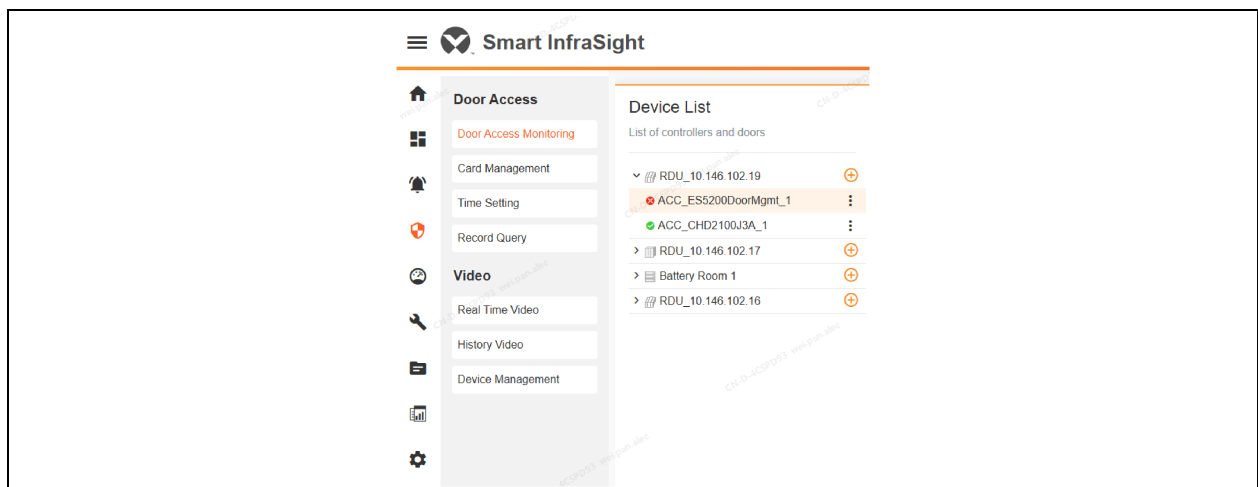 Smart InfraSight
Door Access
Door Access Monitoring
Card Management
Time Setting
Record Query
Video
Real Time Video
History Video
Device Management
Device List
List of controllers and doors
RDU_10.146.102.19
ACC_ES5200DoorMgmt_1
ACC_CHD2100J3A_1
RDU_10.146.102.17
Battery Room 1
RDU_10.146.102.16